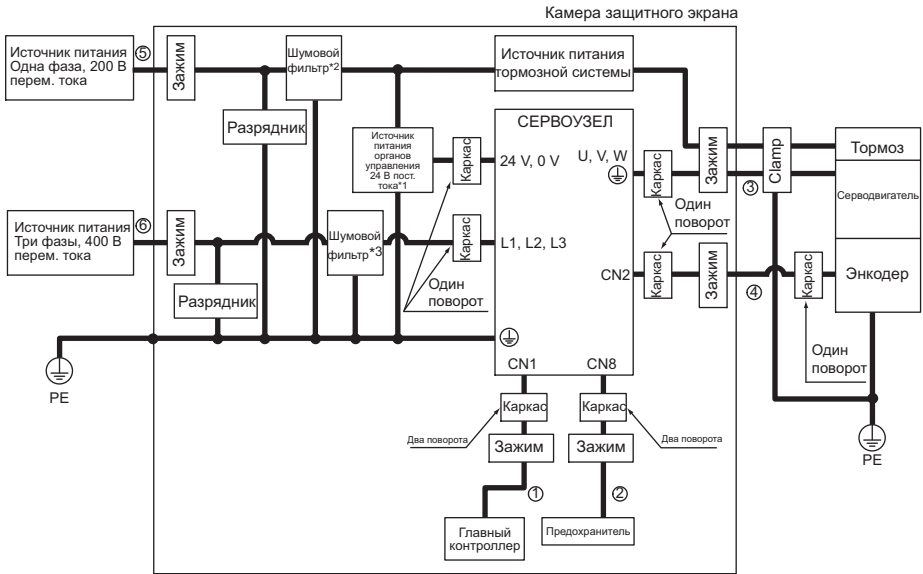 Камера защитного экрана
Источник питания
Одна фаза, 200 В
перем. тока
⑤
Зажим
Шумовой
фильтр*2
Источник питания
тормозной системы
Разрядник
Источник
питания
органов
управления
24 В пост.
тока*1
Каркас
СЕРВОУЗЕЛ
24 V, 0 V
U, V, W
Каркас
Зажим
③
Clamp
Тормоз
Серводвигатель
Источник питания
Три фазы, 400 В
перем. тока
⑥
Зажим
Шумовой
фильтр*3
Каркас
L1, L2, L3
Один
поворот
Один
поворот
CN2
Каркас
Зажим
④
Каркас
Энкодер
Разрядник
Один
поворот
PE
CN1
CN8
Каркас
Каркас
Два поворота
Два поворота
Зажим
Зажим
PE
①
②
Главный
контроллер
Предохранитель